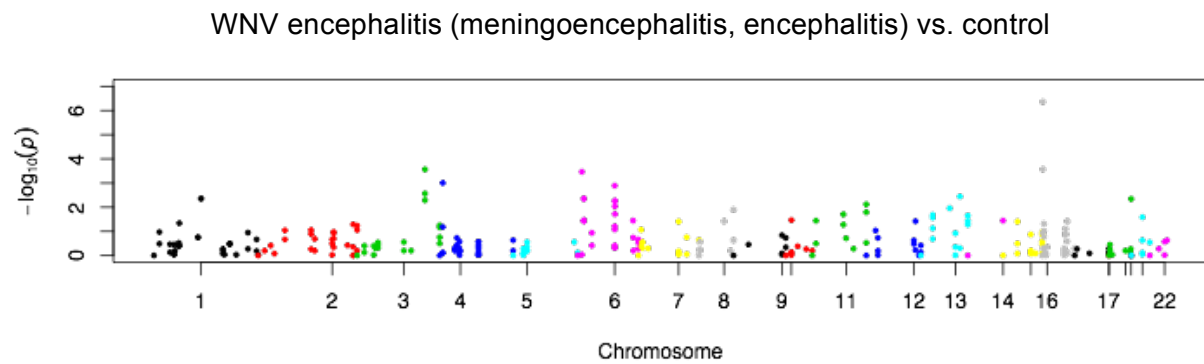 WNV encephalitis (meningoencephalitis, encephalitis) vs. control
6
4
2
0
−log10(p)
1 2 3 4 5 6 7 8 9 11 12 13 14 16 17 22
Chromosome